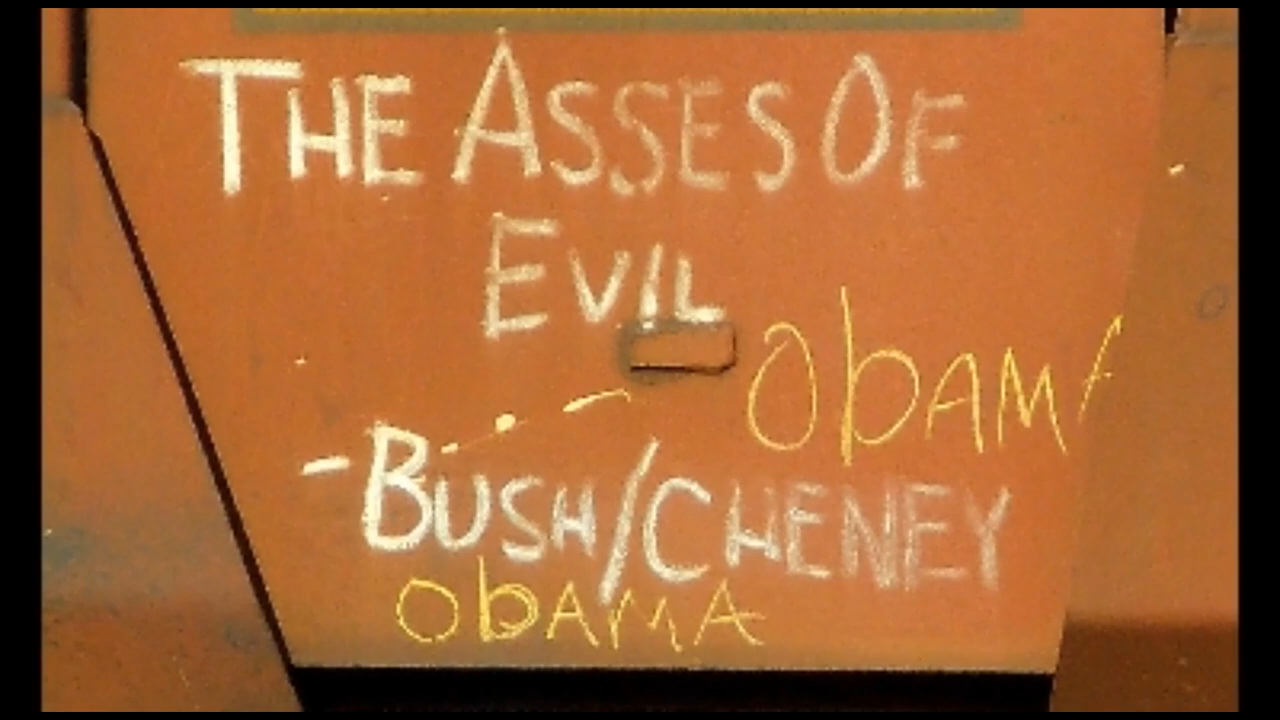 THE ASSES OF
EVIL
ObAMA
-BUSH/CHENEY
ObAMA